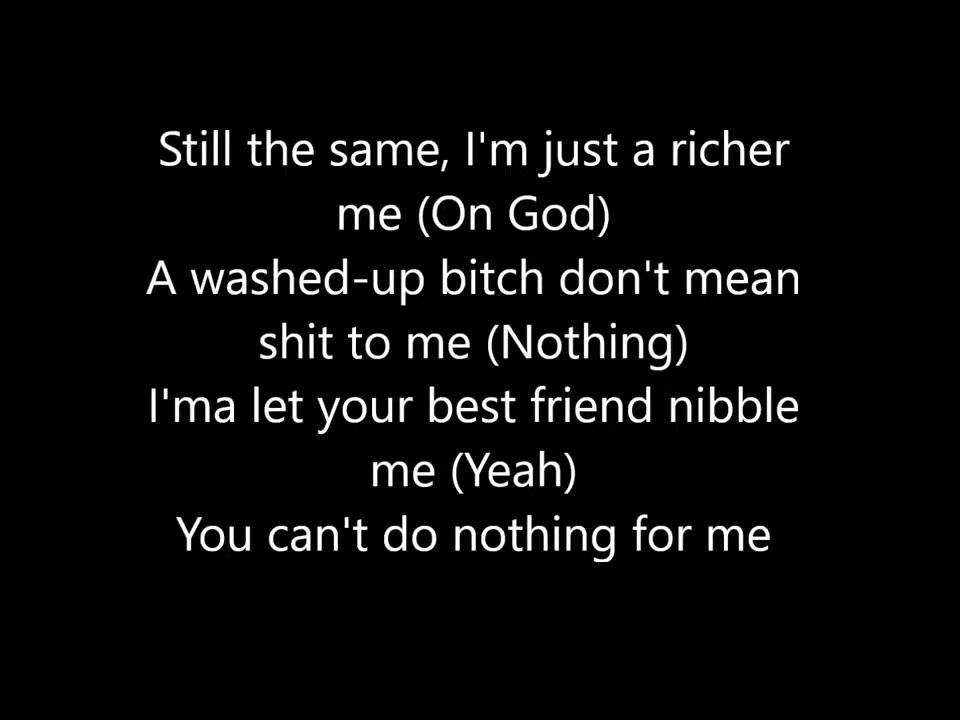 Still the same, I'm just a richer
me (On God)
A washed-up bitch don't mean
shit to me (Nothing)
I'ma let your best friend nibble
me (Yeah)
You can't do nothing for me